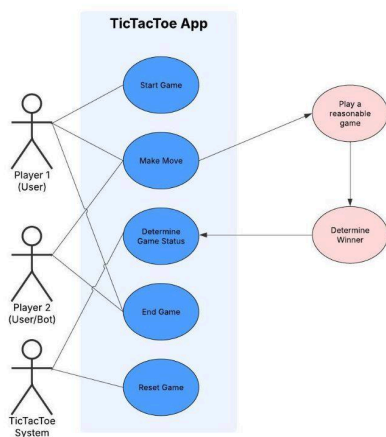 TicTacToe App
Start Game
Play a
reasonable
game
Player 1
(User)
Make Move
Determine
Game Status
Determine
Winner
Player 2
(User/Bot)
End Game
Reset Game
TicTacToe
System